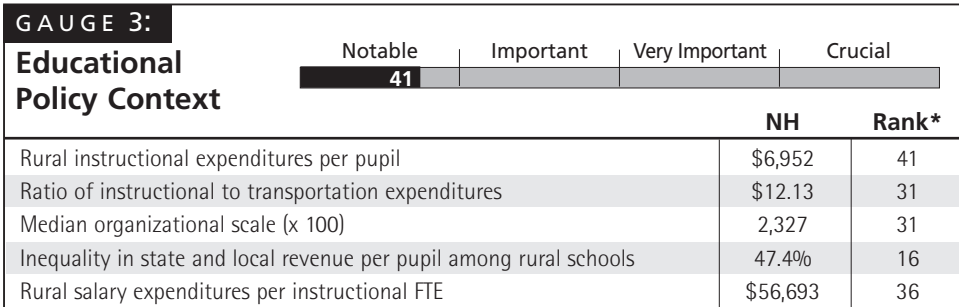 GAUGE 3:
Educational
Policy Context
Notable Important Very Important Crucial
41
NH Rank*
Rural instructional expenditures per pupil $6,952 41
Ratio of instructional to transportation expenditures $12.13 31
Median organizational scale (x 100) 2,327 31
Inequality in state and local revenue per pupil among rural schools 47.4% 16
Rural salary expenditures per instructional FTE $56,693 36